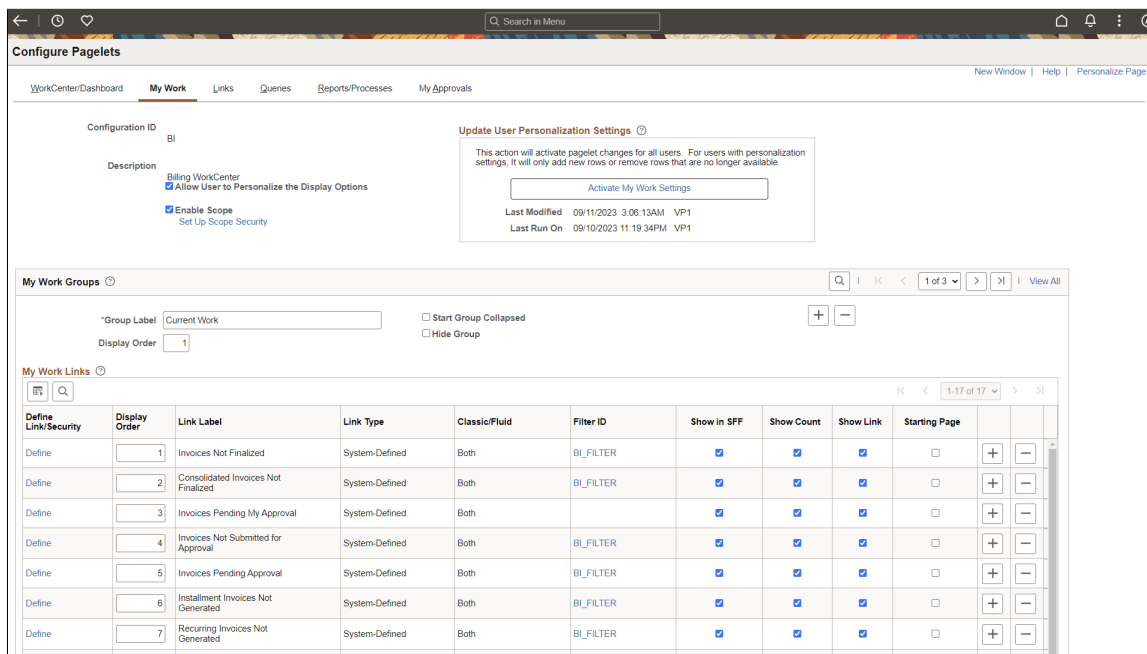 Search in Menu
Configure Pagelets
New Window | Help | Personalize Page
WorkCenter/Dashboard My Work Links Queries Reports/Processes My Approvals
Configuration ID
BI
Description
Billing WorkCenter
Allow User to Personalize the Display Options
Enable Scope
Set Up Scope Security
Update User Personalization Settings
This action will activate pagelet changes for all users. For users with personalization
settings, It will only add new rows or remove rows that are no longer available.
Activate My Work Settings
Last Modified 09/11/2023 3:06:13AM VP1
Last Run On 09/10/2023 11:19:34PM VP1
My Work Groups
1 of 3
View All
*Group Label Current Work
Start Group Collapsed
Hide Group
Display Order 1
My Work Links
1-17 of 17
Define
Link/Security
Display
Order
Link Label
Link Type
Classic/Fluid
Filter ID
Show in SFF
Show Count
Show Link
Starting Page
Define 1 Invoices Not Finalized System-Defined Both BI_FILTER
Define 2 Consolidated Invoices Not
Finalized System-Defined Both BI_FILTER
Define 3 Invoices Pending My Approval System-Defined Both
Define 4 Invoices Not Submitted for
Approval System-Defined Both BI_FILTER
Define 5 Invoices Pending Approval System-Defined Both BI_FILTER
Define 6 Installment Invoices Not
Generated System-Defined Both BI_FILTER
Define 7 Recurring Invoices Not
Generated System-Defined Both BI_FILTER